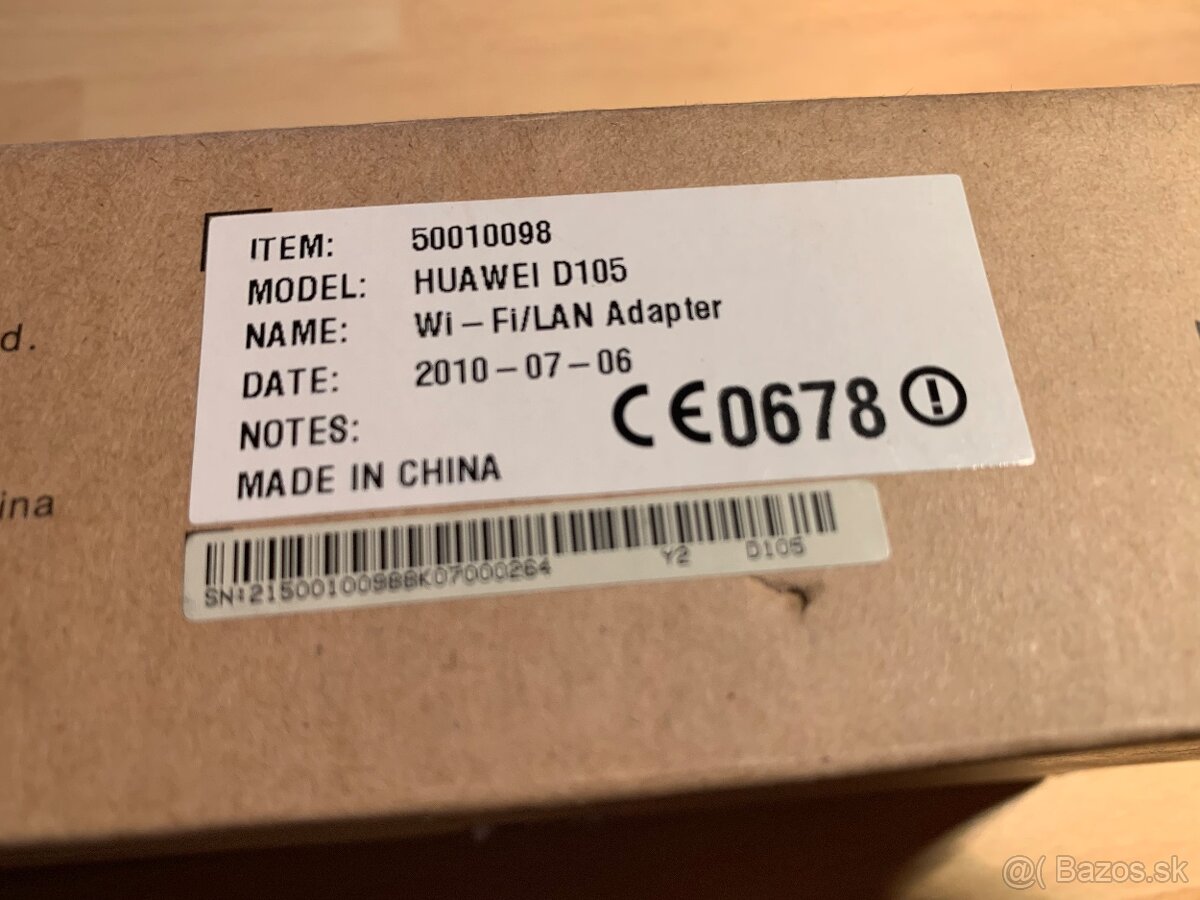 ITEM: 50010098
MODEL: HUAWEI D105
NAME: Wi-Fi/LAN Adapter
DATE: 2010-07-06
NOTES:
CE0678
MADE IN CHINA
Y2 D105
d.
ina
@( Bazos.sk